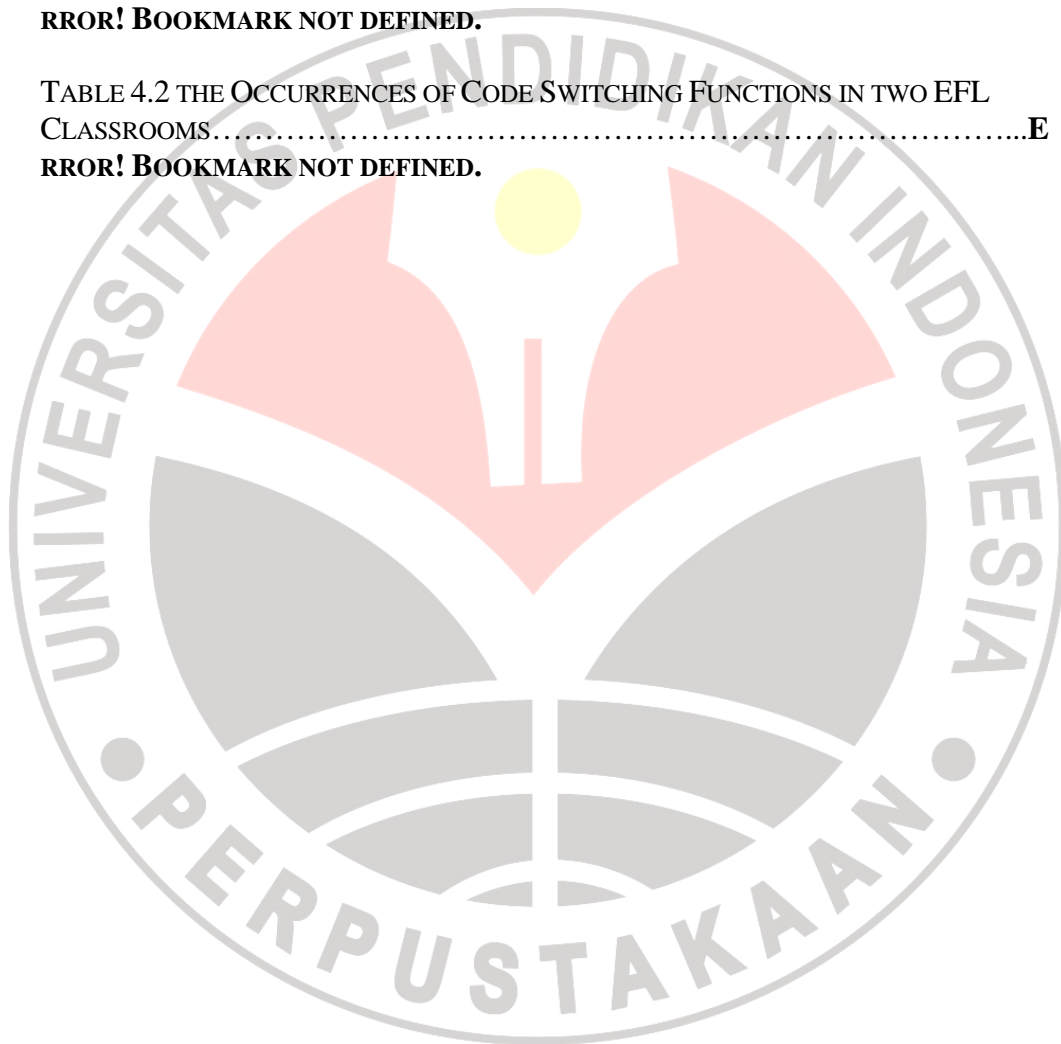 RROR! BOOKMARK NOT DEFINED.
TABLE 4.2 THE OCCURRENCES OF CODE SWITCHING FUNCTIONS IN TWO EFL
CLASSROOMS……………………………………………………………………...E
RROR! BOOKMARK NOT DEFINED.
UNIVERSITAS PENDIDIKAN INDONESIA
PERPUSTAKAAN